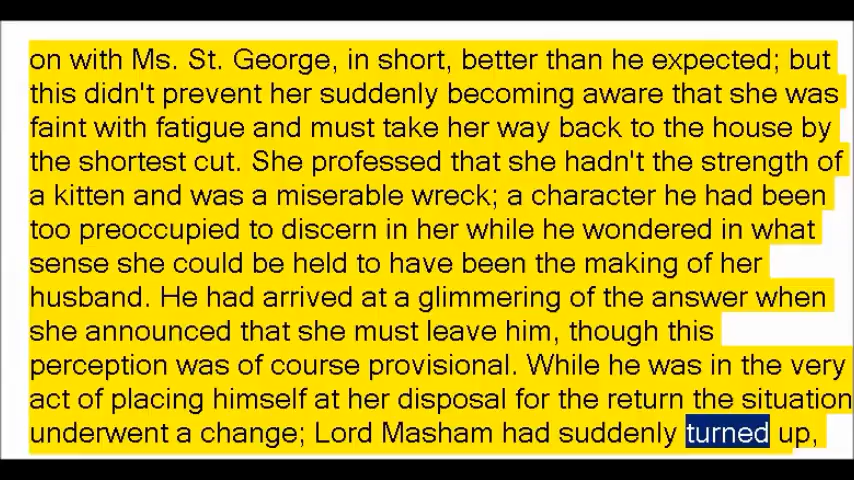 on with Ms. St. George, in short, better than he expected; but
this didn't prevent her suddenly becoming aware that she was
faint with fatigue and must take her way back to the house by
the shortest cut. She professed that she hadn't the strength of
a kitten and was a miserable wreck; a character he had been
too preoccupied to discern in her while he wondered in what
sense she could be held to have been the making of her
husband. He had arrived at a glimmering of the answer when
she announced that she must leave him, though this
perception was of course provisional. While he was in the very
act of placing himself at her disposal for the return the situation
underwent a change; Lord Masham had suddenly turned up,